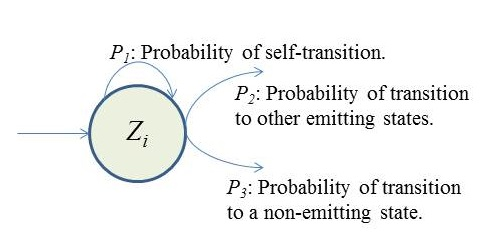 P₁: Probability of self-transition.
P₂: Probability of transition
to other emitting states.
Zᵢ
P₃: Probability of transition
to a non-emitting state.